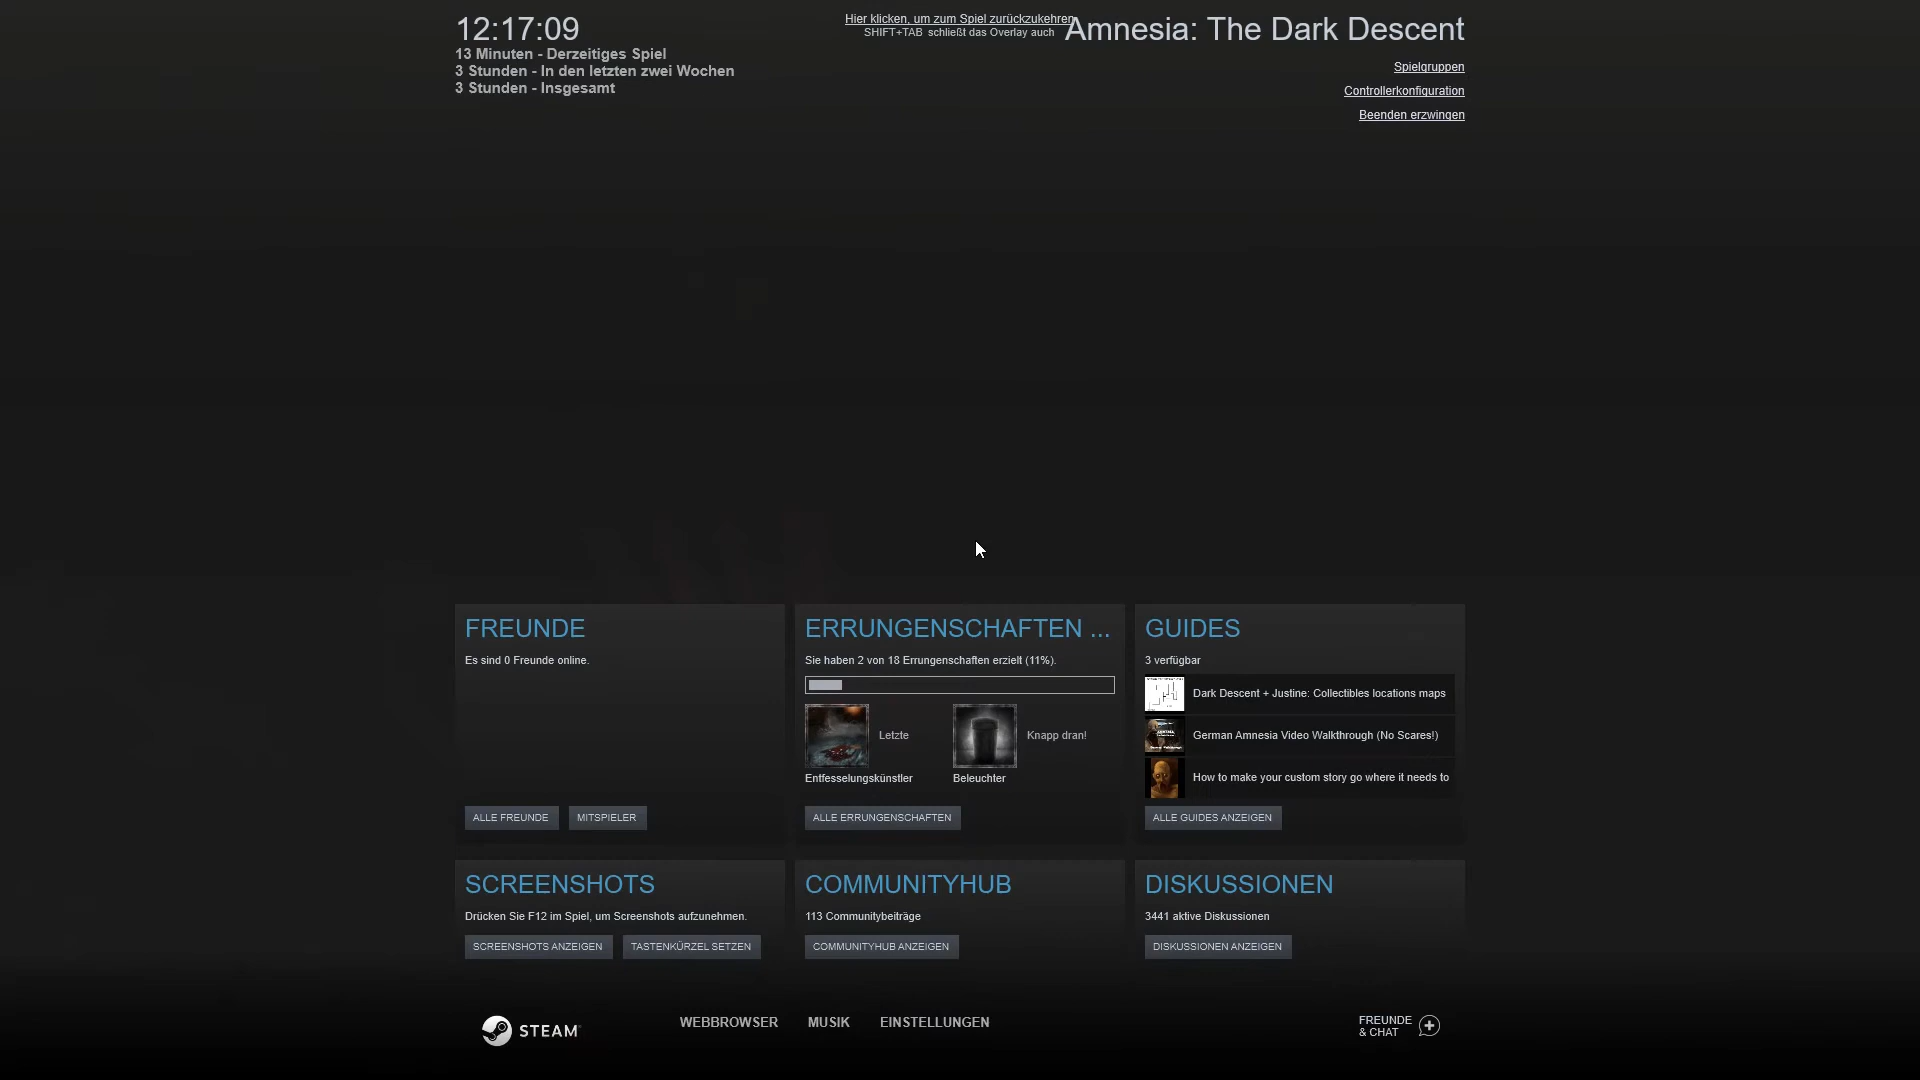 12:17:09
13 Minuten - Derzeitiges Spiel
3 Stunden - In den letzten zwei Wochen
3 Stunden - Insgesamt
Hier klicken, um zum Spiel zurückzukehren
SHIFT+TAB schließt das Overlay auch
Amnesia: The Dark Descent
Spielgruppen
Controllerkonfiguration
Beenden erzwingen
FREUNDE
Es sind 0 Freunde online.
ALLE FREUNDE
MITSPIELER
ERRUNGENSCHAFTEN ...
Sie haben 2 von 18 Errungenschaften erzielt (11%).
Letzte
Knapp dran!
Entfesselungskünstler
Beleuchter
ALLE ERRUNGENSCHAFTEN
GUIDES
3 verfügbar
Dark Descent + Justine: Collectibles locations maps
German Amnesia Video Walkthrough (No Scares!)
How to make your custom story go where it needs to
ALLE GUIDES ANZEIGEN
SCREENSHOTS
Drücken Sie F12 im Spiel, um Screenshots aufzunehmen.
SCREENSHOTS ANZEIGEN
TASTENKÜRZEL SETZEN
COMMUNITYHUB
113 Communitybeiträge
COMMUNITYHUB ANZEIGEN
DISKUSSIONEN
3441 aktive Diskussionen
DISKUSSIONEN ANZEIGEN
STEAM
WEBBROWSER
MUSIK
EINSTELLUNGEN
FREUNDE
& CHAT